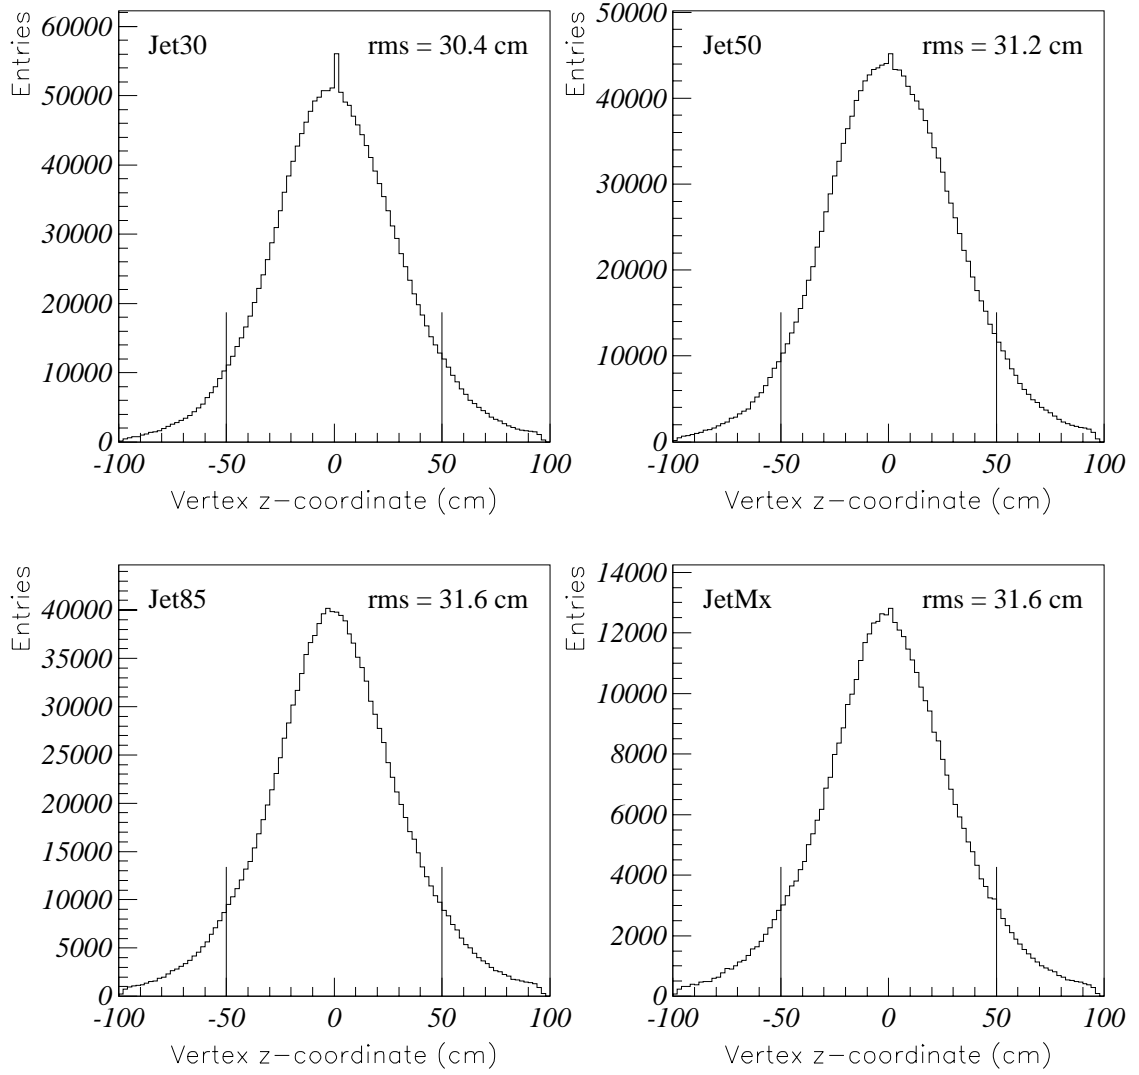 Entries
60000
50000
40000
30000
20000
10000
0
Jet30
rms = 30.4 cm
-100 -50 0 50 100
Vertex z-coordinate (cm)
Entries
50000
40000
30000
20000
10000
0
Jet50
rms = 31.2 cm
-100 -50 0 50 100
Vertex z-coordinate (cm)
Entries
40000
35000
30000
25000
20000
15000
10000
5000
0
Jet85
rms = 31.6 cm
-100 -50 0 50 100
Vertex z-coordinate (cm)
Entries
14000
12000
10000
8000
6000
4000
2000
0
JetMx
rms = 31.6 cm
-100 -50 0 50 100
Vertex z-coordinate (cm)